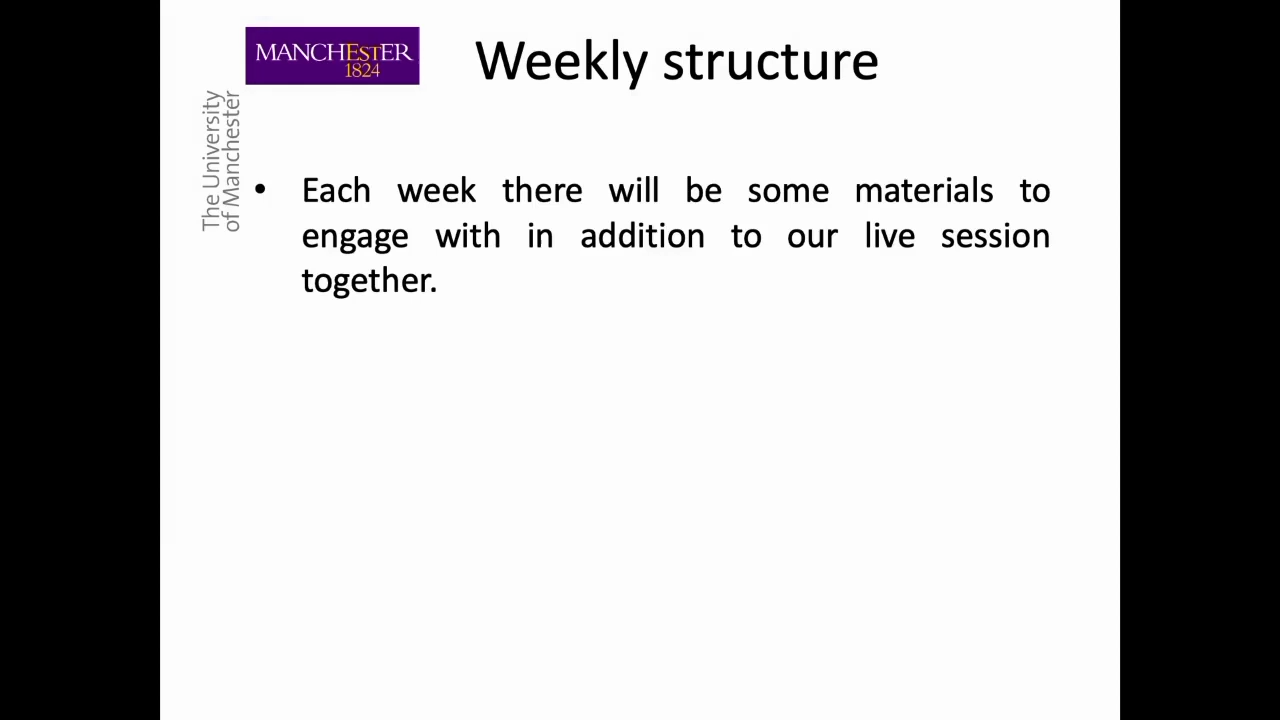 MANCHESTER
1824
The University
of Manchester
Weekly structure
• Each week there will be some materials to
engage with in addition to our live session
together.